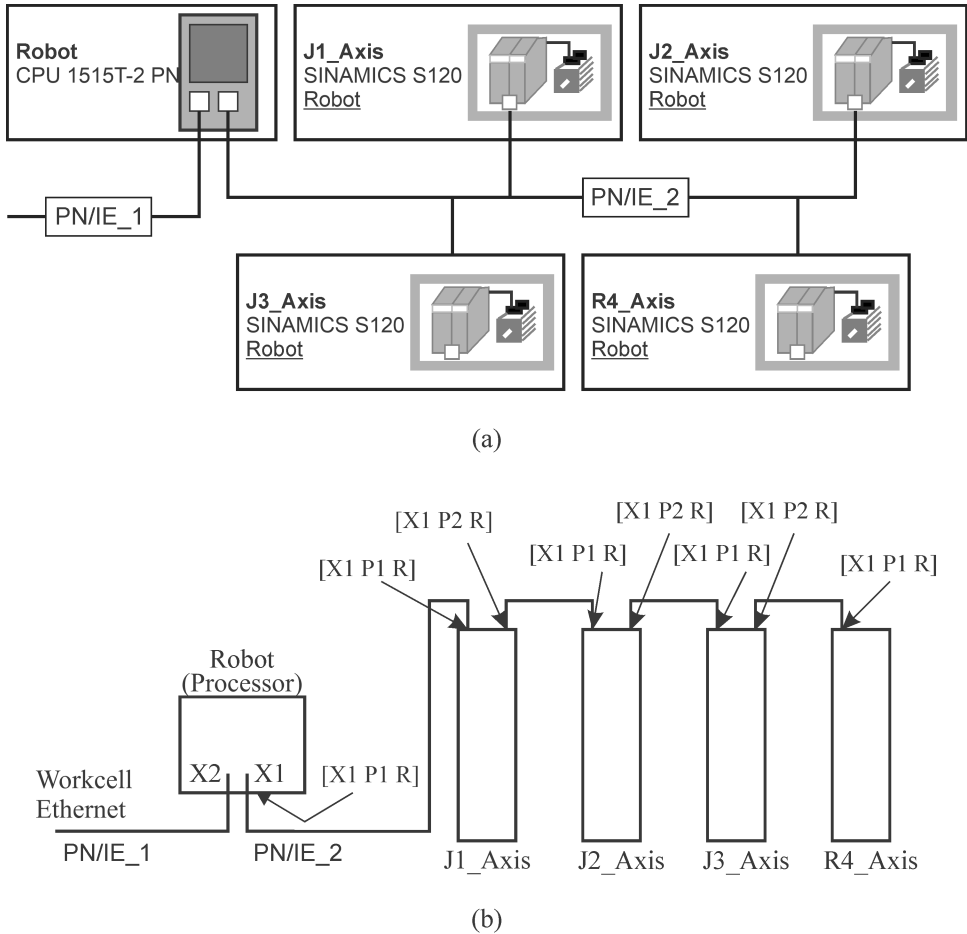 Robot
CPU 1515T-2 PN
J1_Axis
SINAMICS S120
Robot
J2_Axis
SINAMICS S120
Robot
PN/IE_1
PN/IE_2
J3_Axis
SINAMICS S120
Robot
R4_Axis
SINAMICS S120
Robot
(a)
[X1 P2 R]
[X1 P2 R]
[X1 P2 R]
[X1 P1 R]
[X1 P1 R]
[X1 P1 R]
[X1 P1 R]
Robot
(Processor)
X2
X1
[X1 P1 R]
Workcell
Ethernet
PN/IE_1
PN/IE_2
J1_Axis
J2_Axis
J3_Axis
R4_Axis
(b)